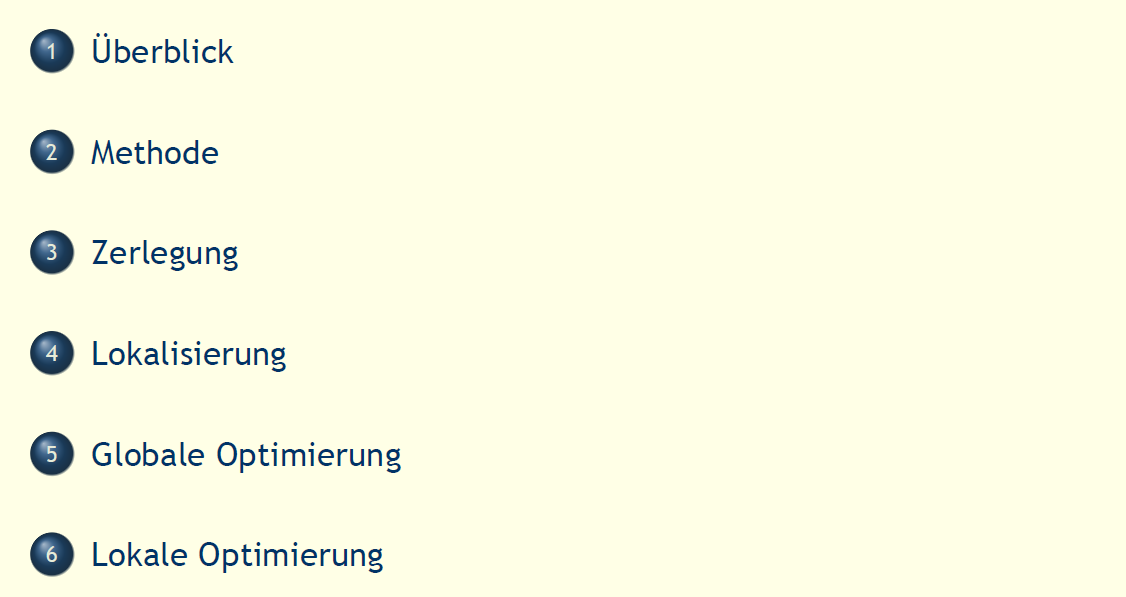 1 Überblick
2 Methode
3 Zerlegung
4 Lokalisierung
5 Globale Optimierung
6 Lokale Optimierung